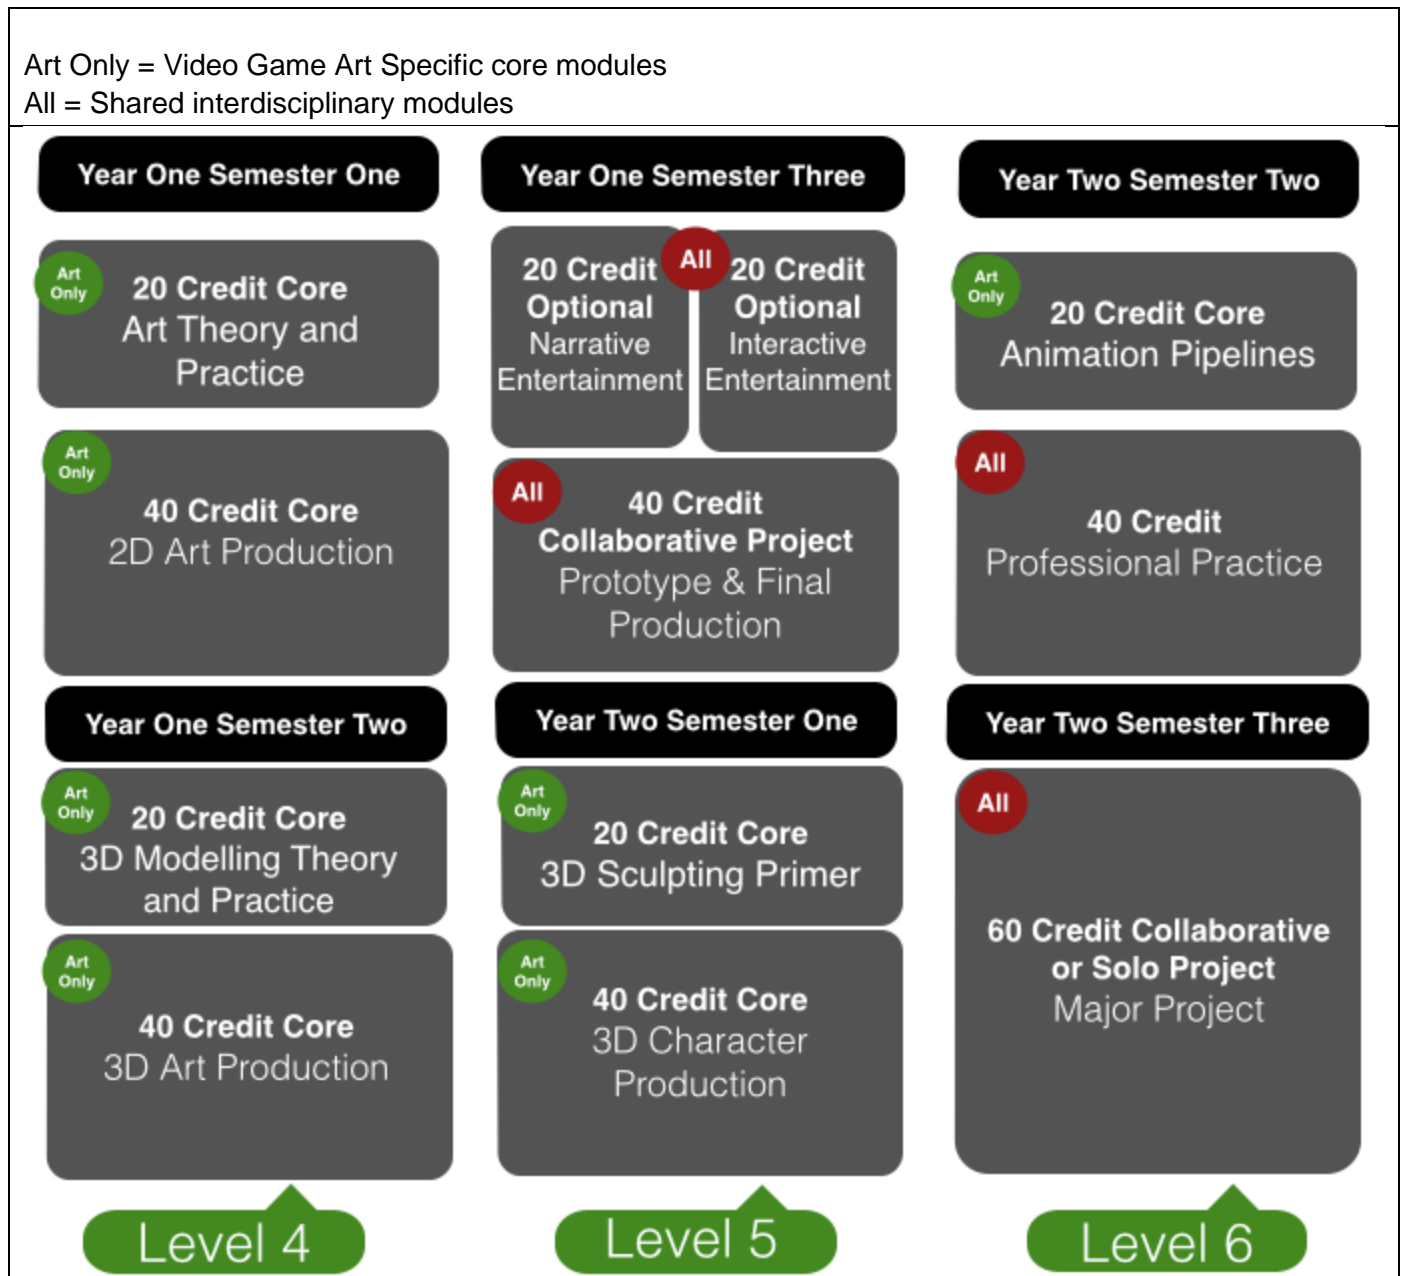 Art Only = Video Game Art Specific core modules
All = Shared interdisciplinary modules
Year One Semester One
Art
Only
20 Credit Core
Art Theory and
Practice
Art
Only
40 Credit Core
2D Art Production
Year One Semester Two
Art
Only
20 Credit Core
3D Modelling Theory
and Practice
Art
Only
40 Credit Core
3D Art Production
Level 4
Year One Semester Three
All
20 Credit
Optional
Narrative
Entertainment
20 Credit
Optional
Interactive
Entertainment
All
40 Credit
Collaborative Project
Prototype & Final
Production
Year Two Semester One
Art
Only
20 Credit Core
3D Sculpting Primer
Art
Only
40 Credit Core
3D Character
Production
Level 5
Year Two Semester Two
Art
Only
20 Credit Core
Animation Pipelines
All
40 Credit
Professional Practice
Year Two Semester Three
All
60 Credit Collaborative
or Solo Project
Major Project
Level 6